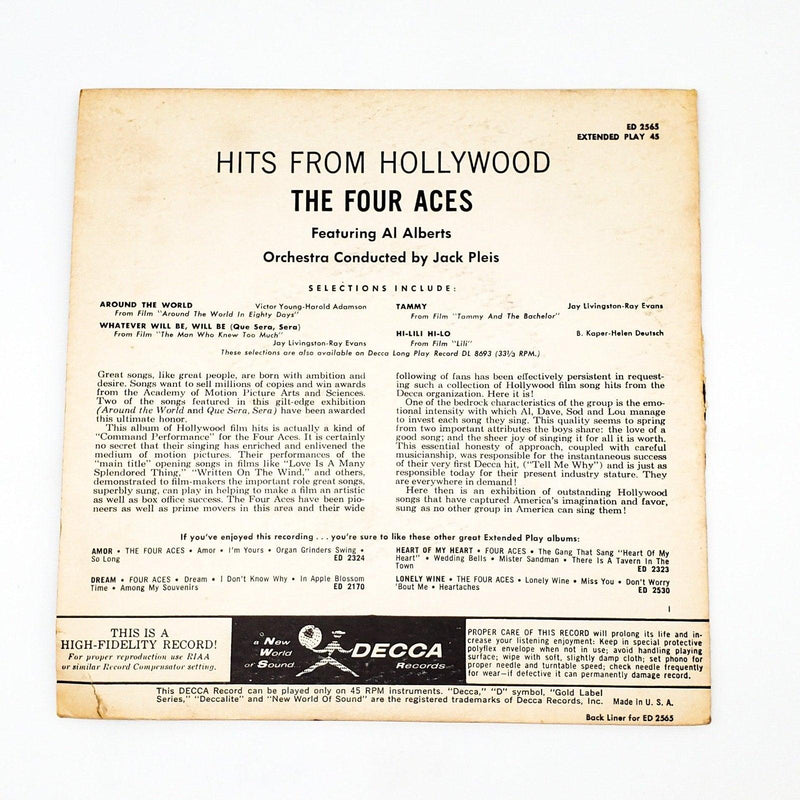 ED 2565
EXTENDED PLAY 45
HITS FROM HOLLYWOOD
THE FOUR ACES
Featuring Al Alberts
Orchestra Conducted by Jack Pleis
SELECTIONS INCLUDE:
AROUND THE WORLD Victor Young-Harold Adamson
From Film "Around The World In Eighty Days"
WHATEVER WILL BE, WILL BE (Que Sera, Sera)
From Film "The Man Who Knew Too Much"
Jay Livingston-Ray Evans
TAMMY Jay Livingston-Ray Evans
From Film "Tammy And The Bachelor"
HI-LILI HI-LO B. Kaper-Helen Deutsch
From Film "Lili"
These selections are also available on Decca Long Play Record DL 8693 (33⅓ RPM.)
Great songs, like great people, are born with ambition and
desire. Songs want to sell millions of copies and win awards
from the Academy of Motion Picture Arts and Sciences.
Two of the songs featured in this gilt-edge exhibition
(Around the World and Que Sera, Sera) have been awarded
this ultimate honor.
This album of Hollywood film hits is actually a kind of
"Command Performance" for the Four Aces. It is certainly
no secret that their singing has enriched and enlivened the
medium of motion pictures. Their performances of the
"main title" opening songs in films like "Love Is A Many
Splendored Thing," "Written On The Wind," and others,
demonstrated to film-makers the important role great songs,
superbly sung, can play in helping to make a film an artistic
as well as box office success. The Four Aces have been pio-
neers as well as prime movers in this area and their wide
following of fans has been effectively persistent in request-
ing such a collection of Hollywood film song hits from the
Decca organization. Here it is!
One of the bedrock characteristics of the group is the emo-
tional intensity with which Al, Dave, Sod and Lou manage
to invest each song they sing. This quality seems to spring
from two important attributes the boys share: the love of a
good song; and the sheer joy of singing it for all it is worth.
This essential honesty of approach, coupled with careful
musicianship, was responsible for the instantaneous success
of their very first Decca hit, ("Tell Me Why") and is just as
responsible today for their present industry stature. They
are everywhere in demand!
Here then is an exhibition of outstanding Hollywood
songs that have captured America's imagination and favor,
sung as no other group in America can sing them!
If you've enjoyed this recording . . . you're sure to like these other great Extended Play albums:
AMOR • THE FOUR ACES • Amor • I'm Yours • Organ Grinders Swing •
So Long ED 2324
DREAM • FOUR ACES • Dream • I Don't Know Why • In Apple Blossom
Time • Among My Souvenirs ED 2170
HEART OF MY HEART • FOUR ACES • The Gang That Sang "Heart Of My
Heart" • Wedding Bells • Mister Sandman • There Is A Tavern In The
Town ED 2323
LONELY WINE • THE FOUR ACES • Lonely Wine • Miss You • Don't Worry
'Bout Me • Heartaches ED 2530
I
THIS IS A
HIGH-FIDELITY RECORD!
For proper reproduction use RIAA
or similar Record Compensator setting.
a New
World
of Sound
DECCA
Records
PROPER CARE OF THIS RECORD will prolong its life and in-
crease your listening enjoyment: Keep in special protective
polyflex envelope when not in use; avoid handling playing
surface; wipe with soft, slightly damp cloth; set phono for
proper needle and turntable speed; check needle frequently
for wear—if defective it can permanently damage record.
This DECCA Record can be played only on 45 RPM instruments. "Decca," "D" symbol, "Gold Label
Series," "Deccalite" and "New World Of Sound" are the registered trademarks of Decca Records, Inc. Made in U. S. A.
Back Liner for ED 2565